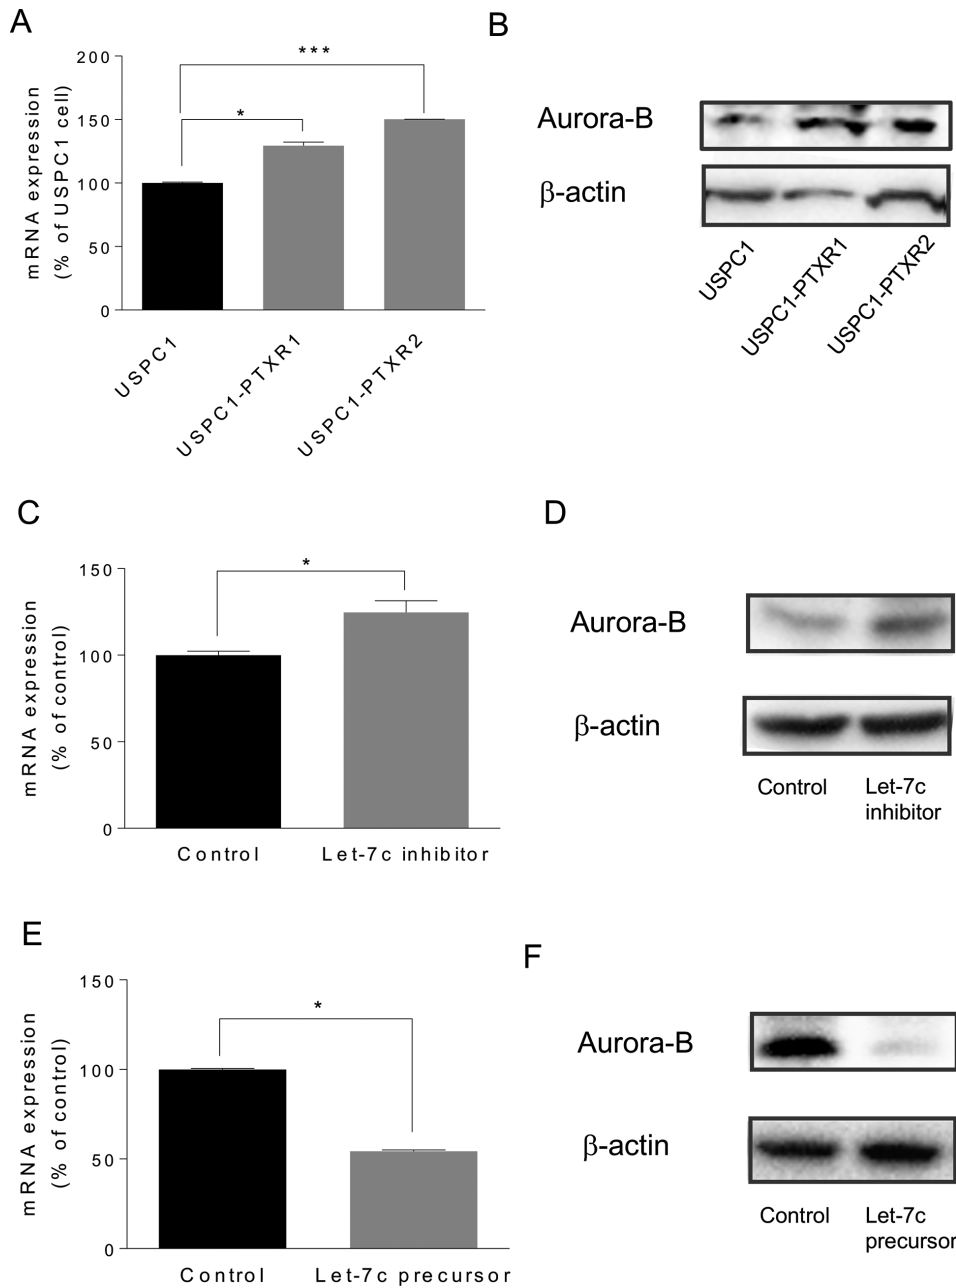 A
mRNA expression
(% of USPC1 cell)
200
150
100
50
0
***
*
USPC1
USPC1-PTXR1
USPC1-PTXR2
B
Aurora-B
β-actin
USPC1
USPC1-PTXR1
USPC1-PTXR2
C
mRNA expression
(% of control)
150
100
50
0
*
Control
Let-7c inhibitor
D
Aurora-B
β-actin
Control
Let-7c
inhibitor
E
mRNA expression
(% of control)
150
100
50
0
*
Control
Let-7c precursor
F
Aurora-B
β-actin
Control
Let-7c
precursor